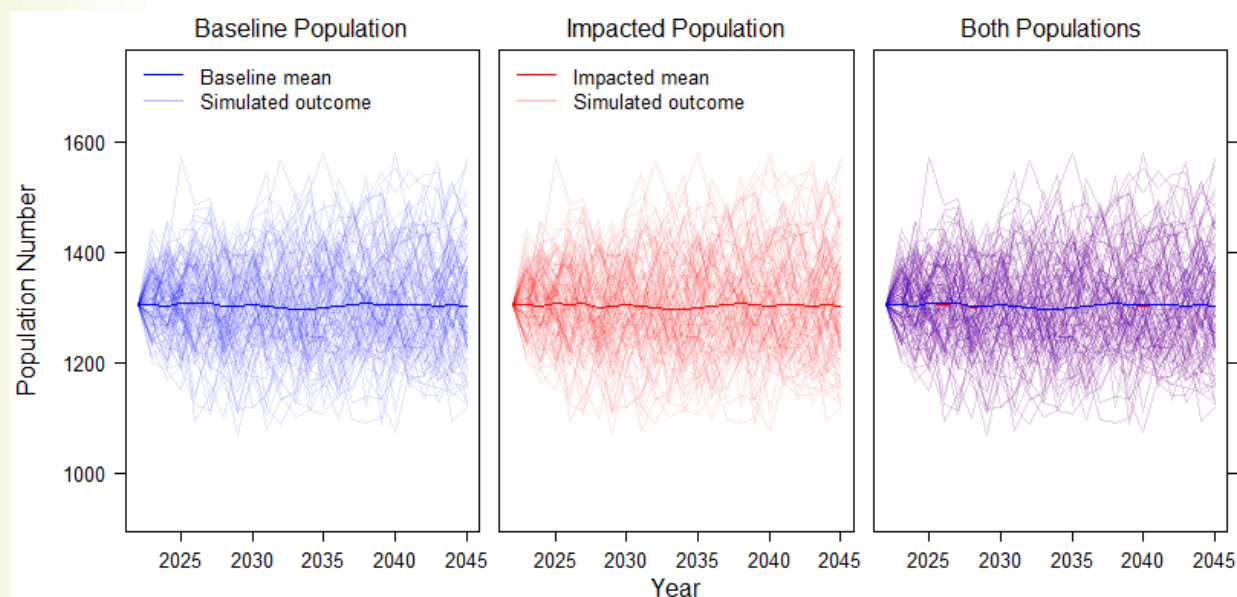 Baseline Population
Impacted Population
Both Populations
Baseline mean
Simulated outcome
Impacted mean
Simulated outcome
Population Number
1600
1400
1200
1000
2025 2030 2035 2040 2045
2025 2030 2035 2040 2045
2025 2030 2035 2040 2045
Year